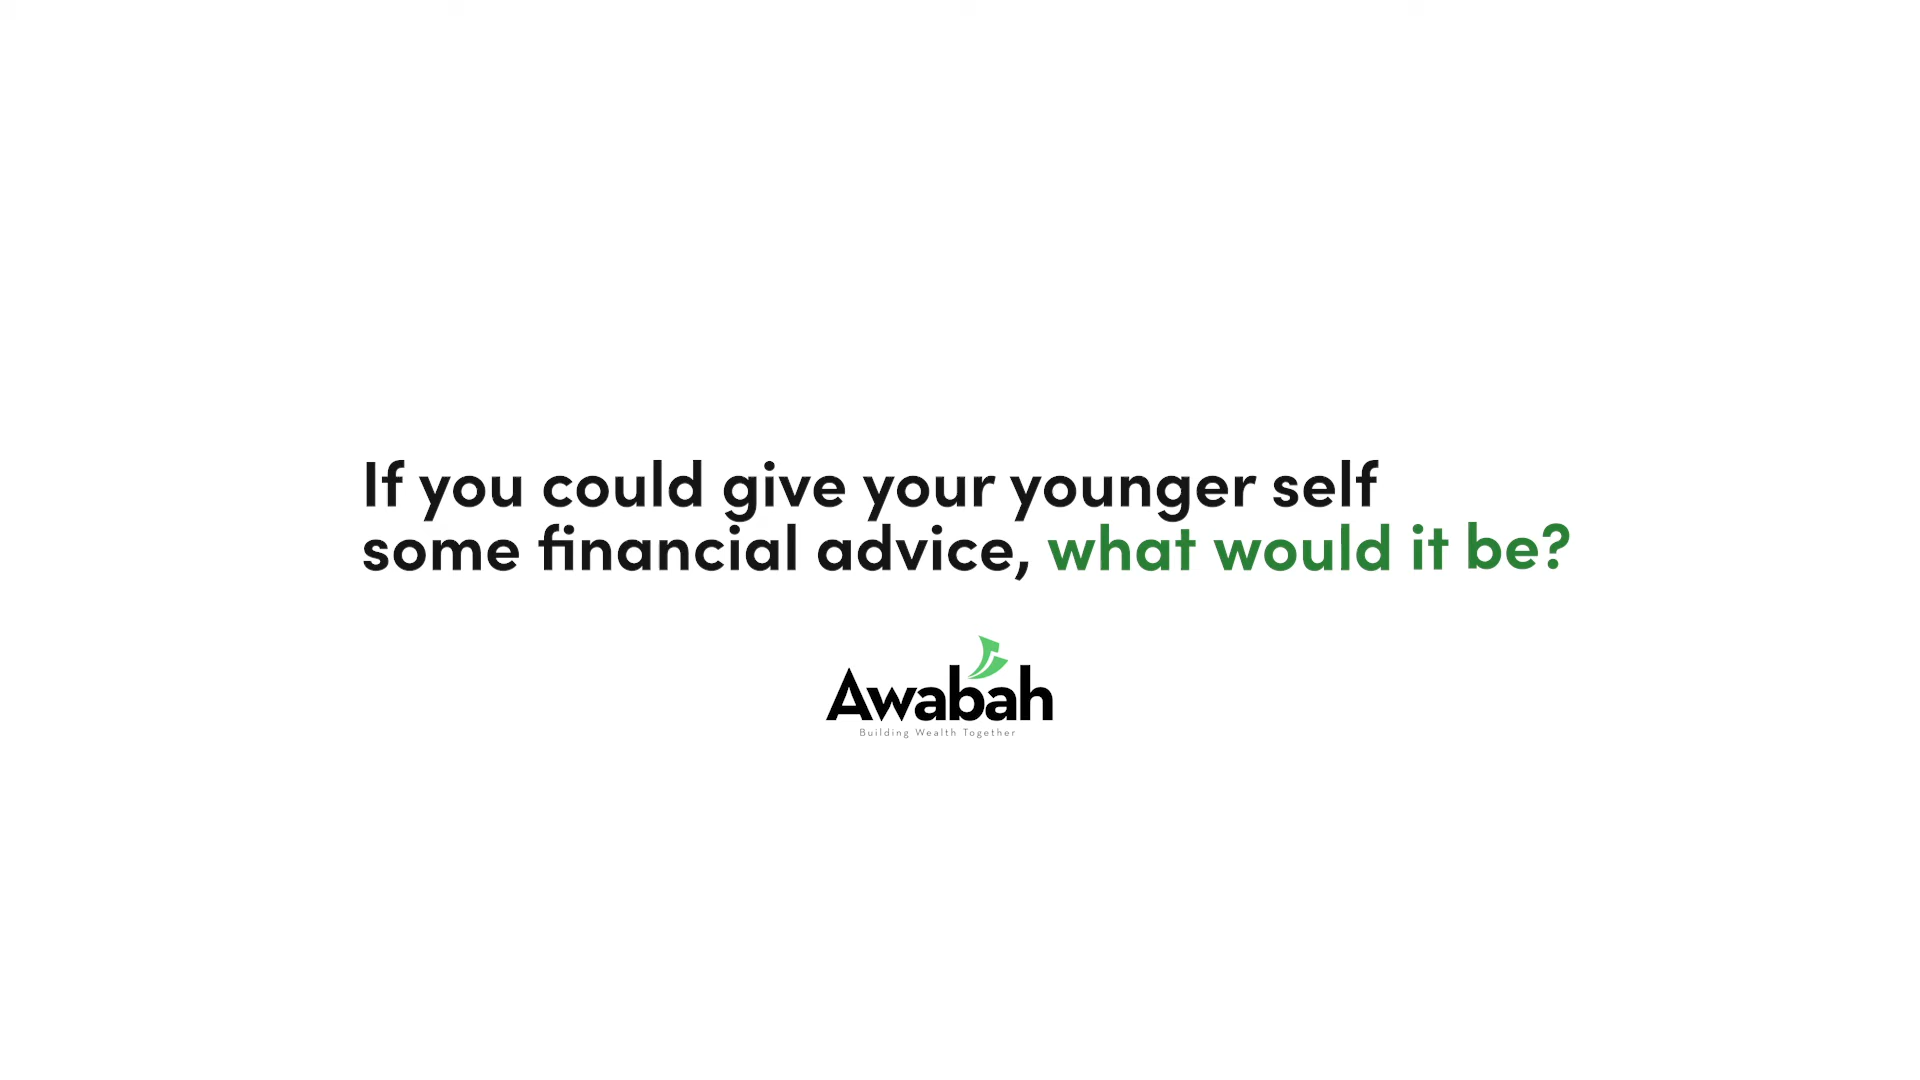 If you could give your younger self
some financial advice, what would it be?
Awabah
Building Wealth Together